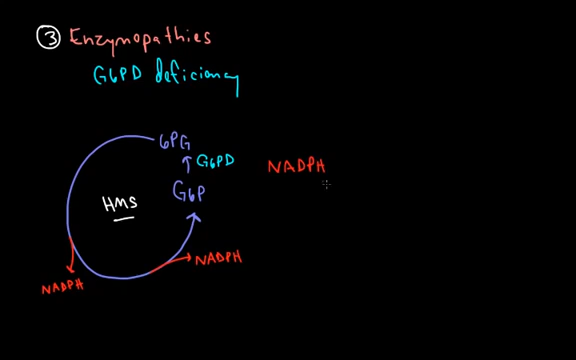 ③ Enzymopathies
G6PD deficiency
6PG
G6PD
NADPH
G6P
HMS
NADPH
NADPH